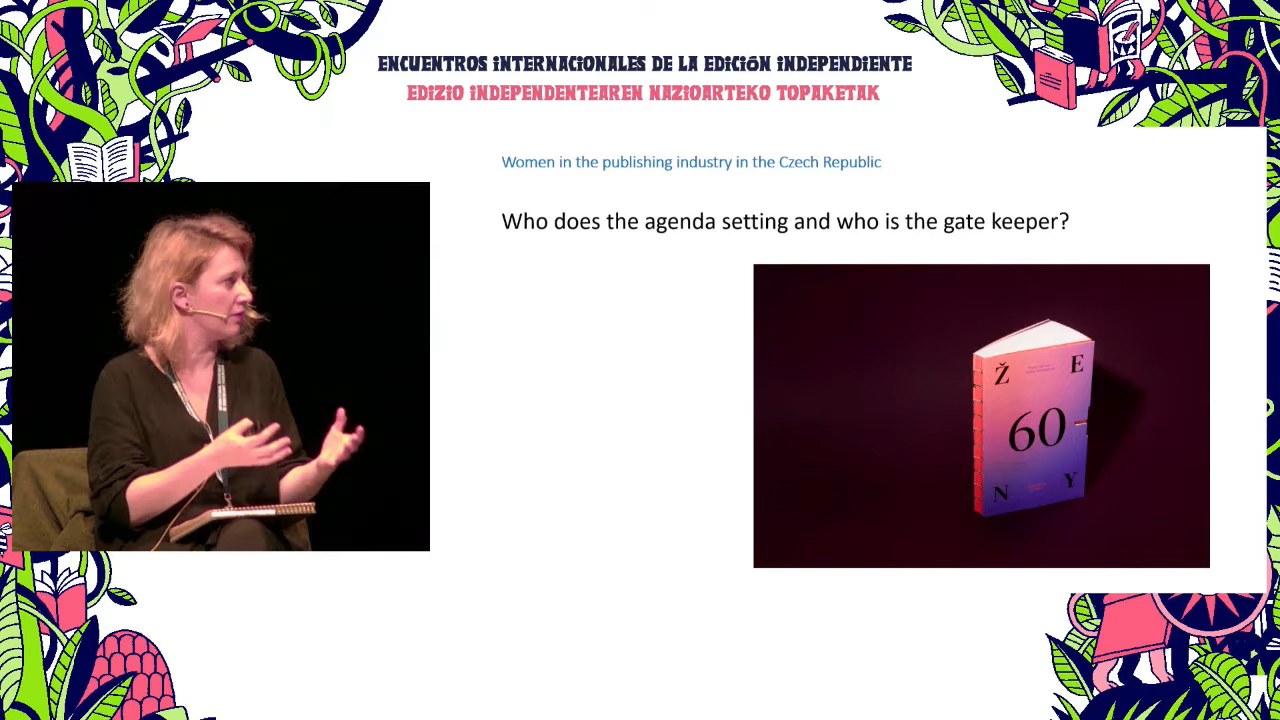 ENCUENTROS INTERNACIONALES DE LA EDICIÓN INDEPENDIENTE
EDIZIO INDEPENDENTEAREN NAZIOARTEKO TOPAKETAK
Women in the publishing industry in the Czech Republic
Who does the agenda setting and who is the gate keeper?
Ž E
60
N Y